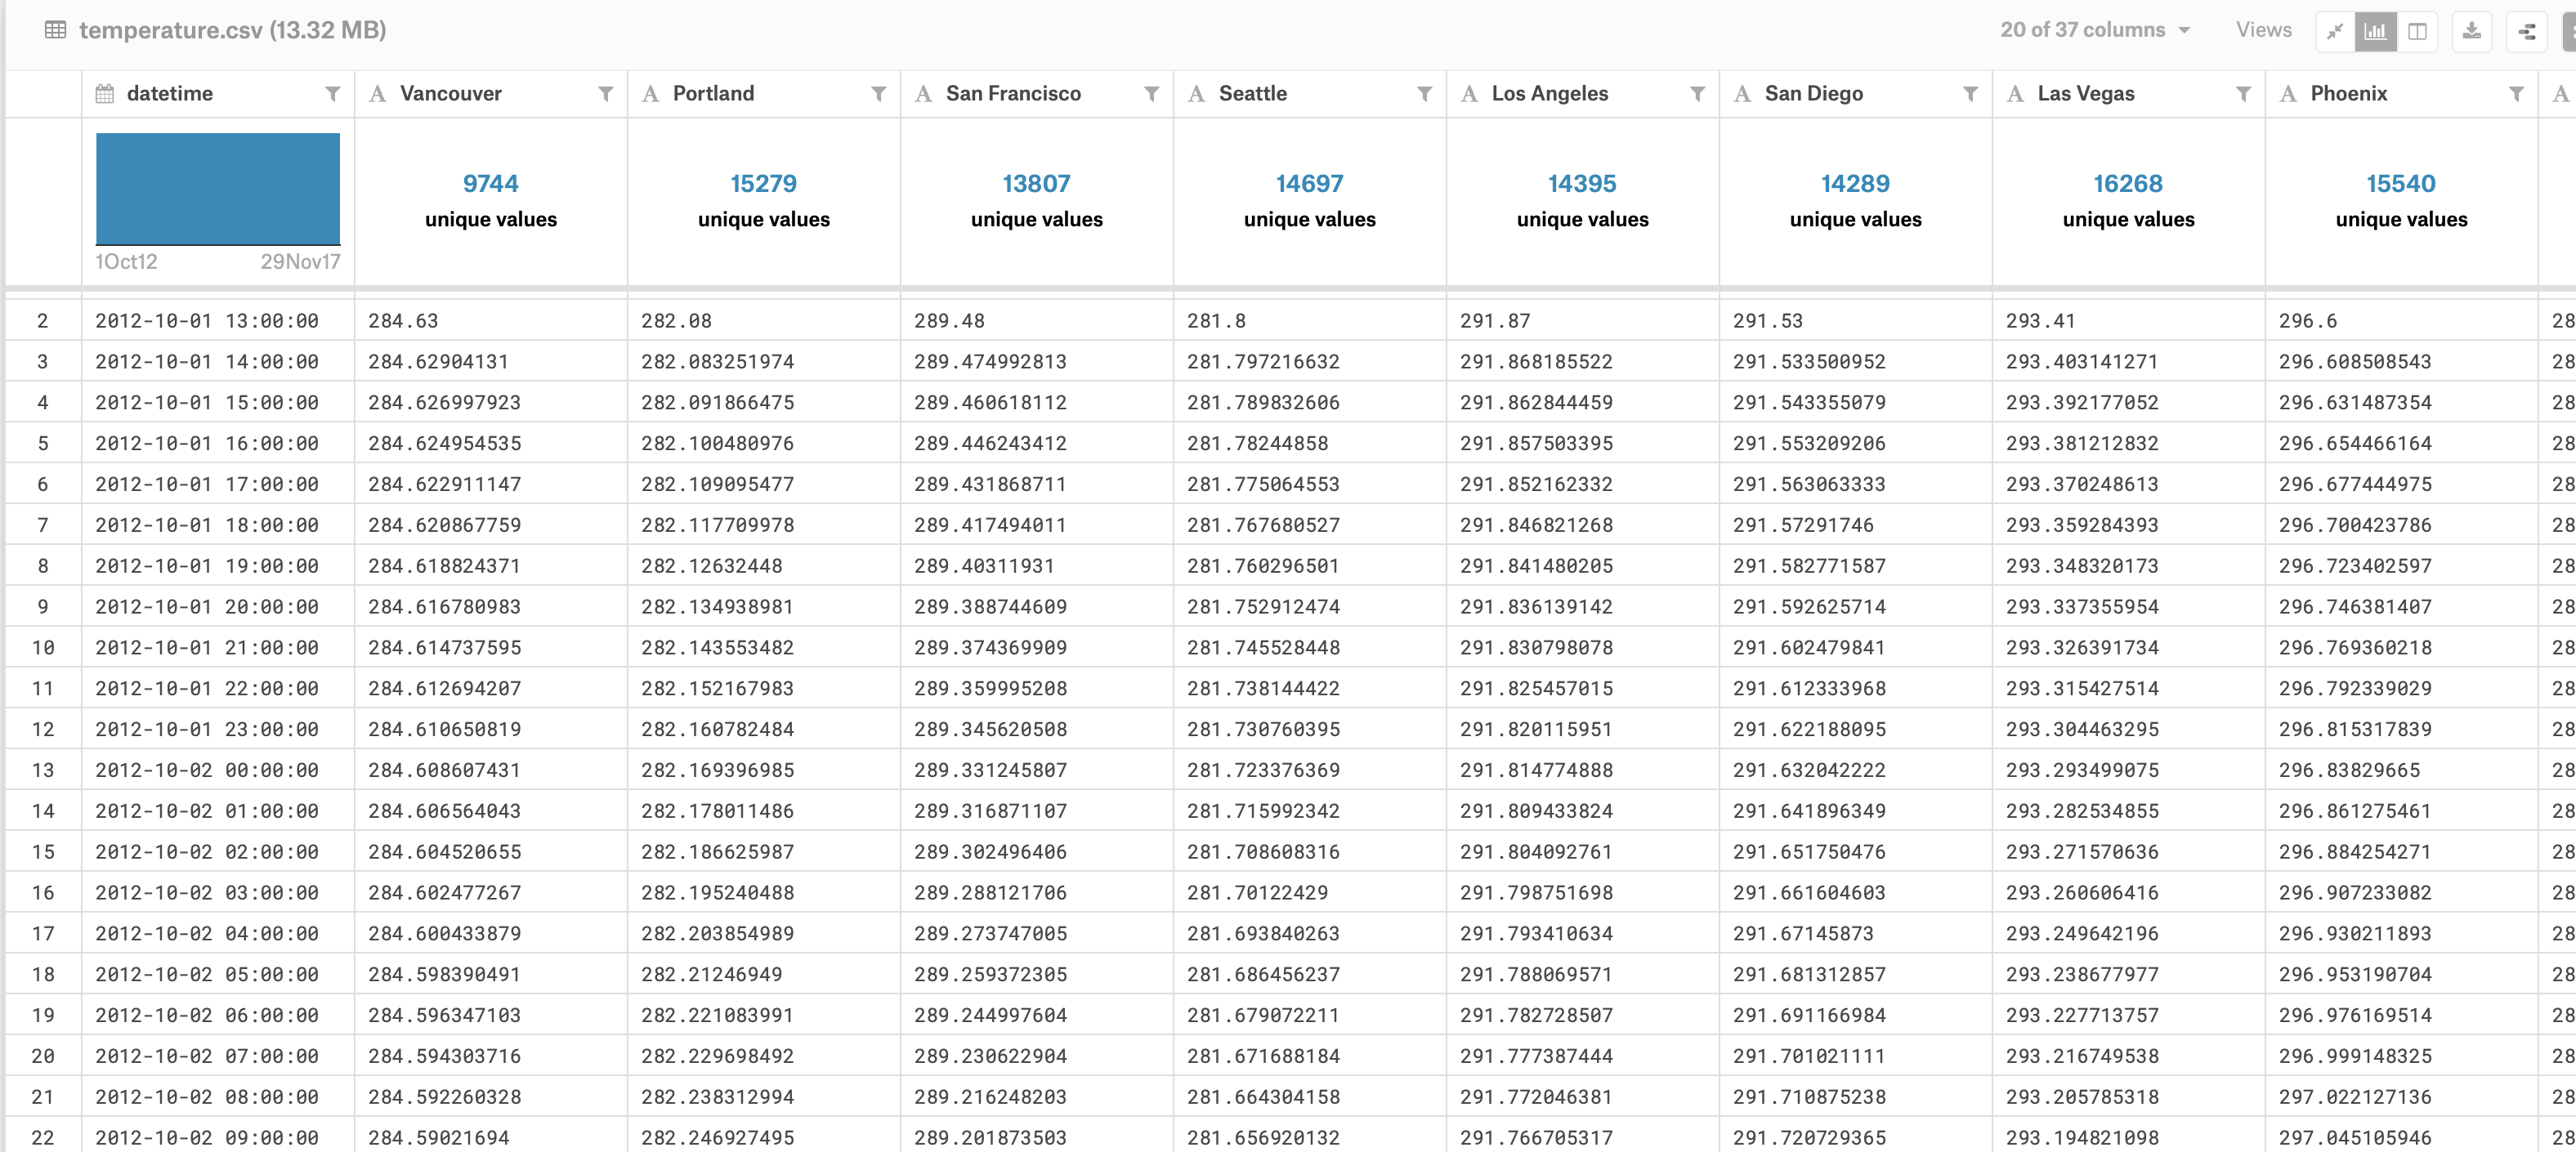 temperature.csv (13.32 MB) 20 of 37 columns Views
datetime A Vancouver A Portland A San Francisco A Seattle A Los Angeles A San Diego A Las Vegas A Phoenix A
9744 15279 13807 14697 14395 14289 16268 15540
unique values unique values unique values unique values unique values unique values unique values unique values
1Oct12 29Nov17
2 2012-10-01 13:00:00 284.63 282.08 289.48 281.8 291.87 291.53 293.41 296.6 28
3 2012-10-01 14:00:00 284.62904131 282.083251974 289.474992813 281.797216632 291.868185522 291.533500952 293.403141271 296.608508543 28
4 2012-10-01 15:00:00 284.626997923 282.091866475 289.460618112 281.789832606 291.862844459 291.543355079 293.392177052 296.631487354 28
5 2012-10-01 16:00:00 284.624954535 282.100480976 289.446243412 281.78244858 291.857503395 291.553209206 293.381212832 296.654466164 28
6 2012-10-01 17:00:00 284.622911147 282.109095477 289.431868711 281.775064553 291.852162332 291.563063333 293.370248613 296.677444975 28
7 2012-10-01 18:00:00 284.620867759 282.117709978 289.417494011 281.767680527 291.846821268 291.57291746 293.359284393 296.700423786 28
8 2012-10-01 19:00:00 284.618824371 282.12632448 289.40311931 281.760296501 291.841480205 291.582771587 293.348320173 296.723402597 28
9 2012-10-01 20:00:00 284.616780983 282.134938981 289.388744609 281.752912474 291.836139142 291.592625714 293.337355954 296.746381407 28
10 2012-10-01 21:00:00 284.614737595 282.143553482 289.374369909 281.745528448 291.830798078 291.602479841 293.326391734 296.769360218 28
11 2012-10-01 22:00:00 284.612694207 282.152167983 289.359995208 281.738144422 291.825457015 291.612333968 293.315427514 296.792339029 28
12 2012-10-01 23:00:00 284.610650819 282.160782484 289.345620508 281.730760395 291.820115951 291.622188095 293.304463295 296.815317839 28
13 2012-10-02 00:00:00 284.608607431 282.169396985 289.331245807 281.723376369 291.814774888 291.632042222 293.293499075 296.83829665 28
14 2012-10-02 01:00:00 284.606564043 282.178011486 289.316871107 281.715992342 291.809433824 291.641896349 293.282534855 296.861275461 28
15 2012-10-02 02:00:00 284.604520655 282.186625987 289.302496406 281.708608316 291.804092761 291.651750476 293.271570636 296.884254271 28
16 2012-10-02 03:00:00 284.602477267 282.195240488 289.288121706 281.70122429 291.798751698 291.661604603 293.260606416 296.907233082 28
17 2012-10-02 04:00:00 284.600433879 282.203854989 289.273747005 281.693840263 291.793410634 291.67145873 293.249642196 296.930211893 28
18 2012-10-02 05:00:00 284.598390491 282.21246949 289.259372305 281.686456237 291.788069571 291.681312857 293.238677977 296.953190704 28
19 2012-10-02 06:00:00 284.596347103 282.221083991 289.244997604 281.679072211 291.782728507 291.691166984 293.227713757 296.976169514 28
20 2012-10-02 07:00:00 284.594303716 282.229698492 289.230622904 281.671688184 291.777387444 291.701021111 293.216749538 296.999148325 28
21 2012-10-02 08:00:00 284.592260328 282.238312994 289.216248203 281.664304158 291.772046381 291.710875238 293.205785318 297.022127136 28
22 2012-10-02 09:00:00 284.59021694 282.246927495 289.201873503 281.656920132 291.766705317 291.720729365 293.194821098 297.045105946 28